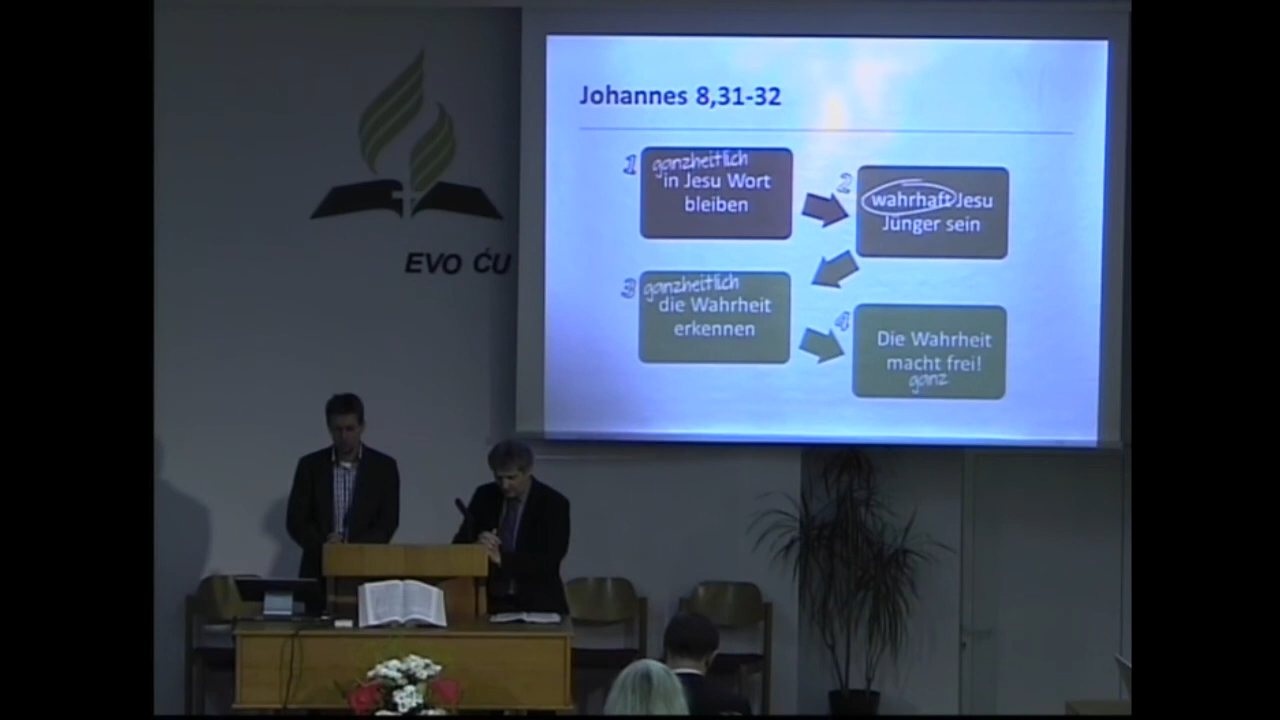 Johannes 8,31-32
1
ganzheitlich
in Jesu Wort
bleiben
2
wahrhaft Jesu
Jünger sein
3
ganzheitlich
die Wahrheit
erkennen
4
Die Wahrheit
macht frei!
ganz
EVO ĆU